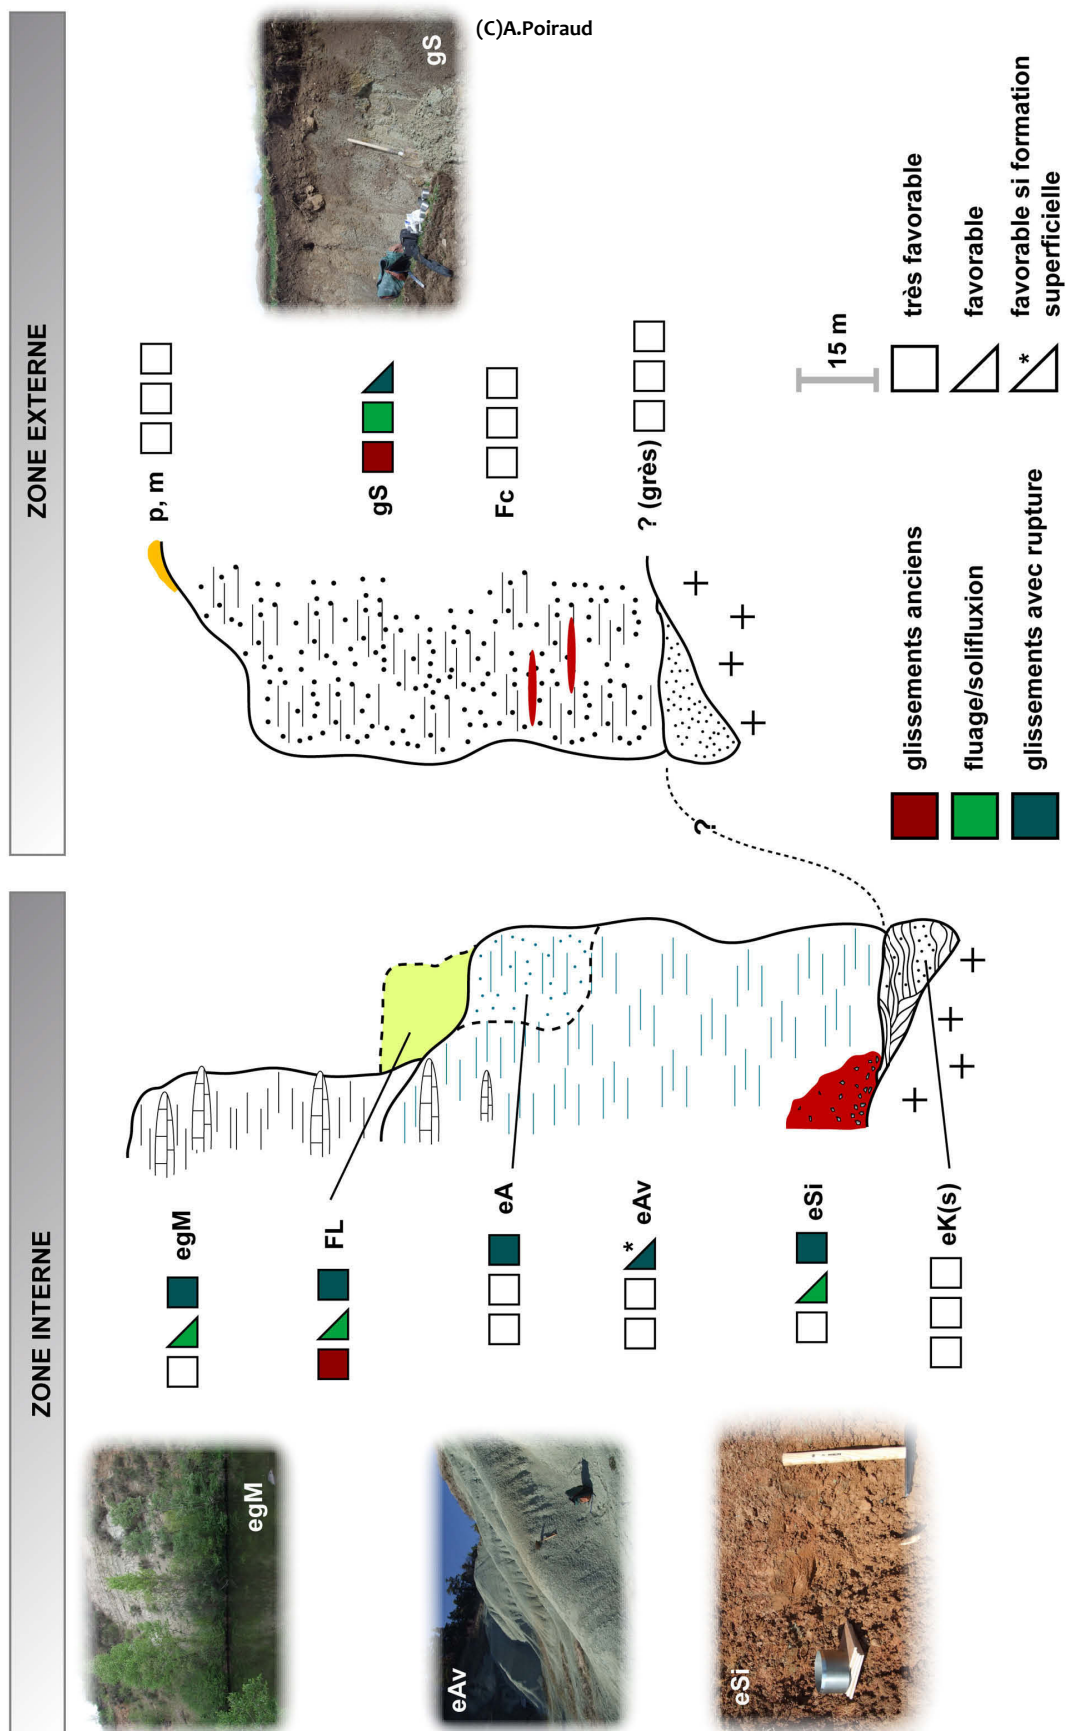 (C)A.Poiraud
ZONE INTERNE
ZONE EXTERNE
egM
egM
FL
eA
eAv
* eAv
eSi
eSi
eK(s)
?
p, m
gS
gS
Fc
? (grès)
15 m
glissements anciens
fluage/solifluxion
glissements avec rupture
très favorable
favorable
* favorable si formation
superficielle